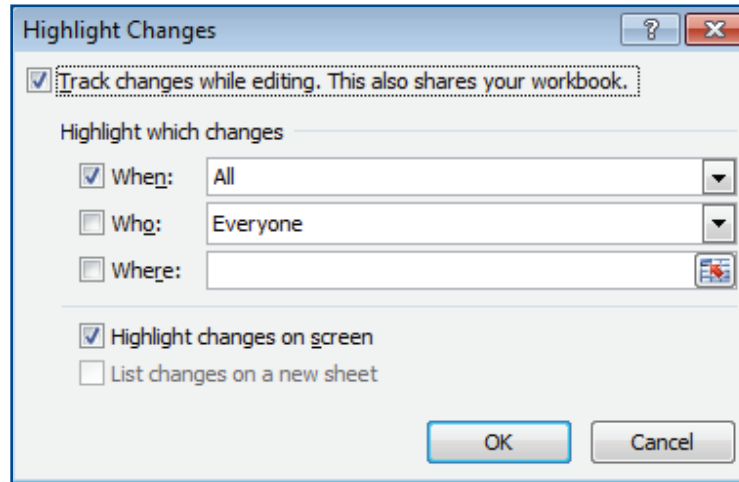 Highlight Changes
Track changes while editing. This also shares your workbook.
Highlight which changes
When: All
Who: Everyone
Where:
Highlight changes on screen
List changes on a new sheet
OK Cancel